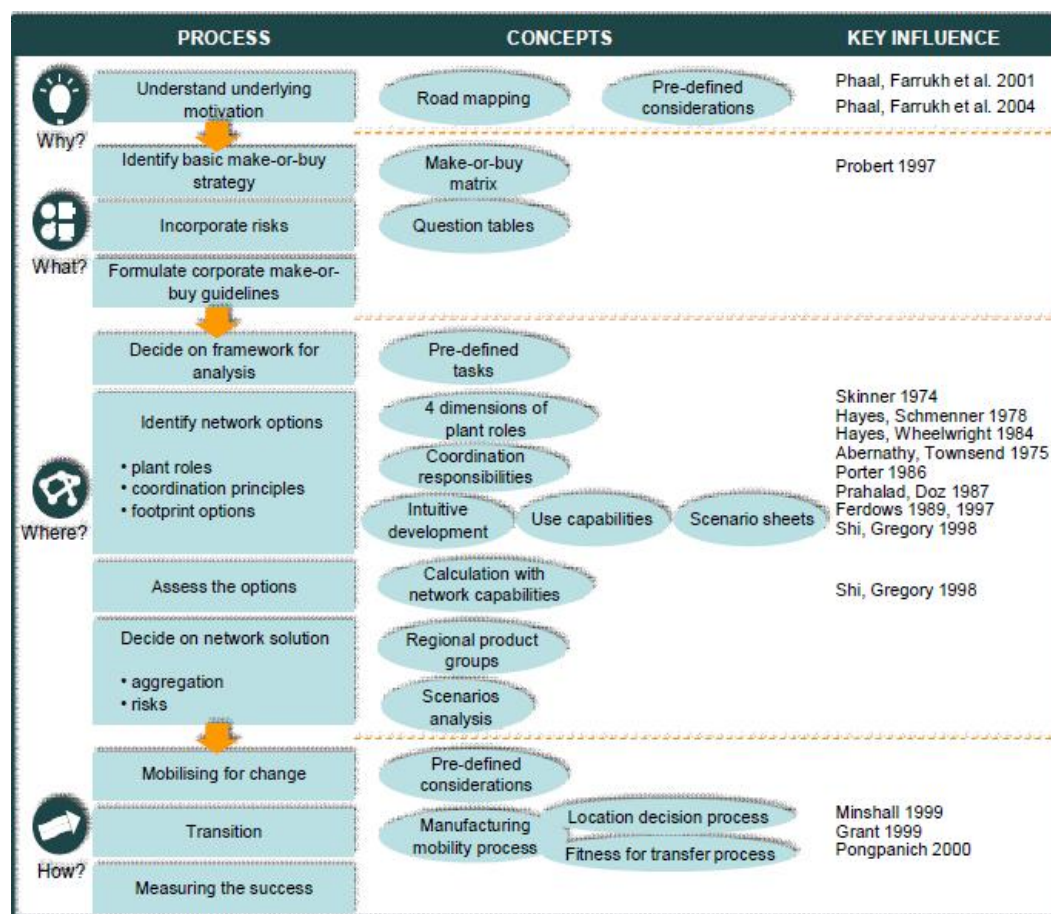 PROCESS
CONCEPTS
KEY INFLUENCE
Why?
Understand underlying
motivation
Road mapping
Pre-defined
considerations
Phaal, Farrukh et al. 2001
Phaal, Farrukh et al. 2004
What?
Identify basic make-or-buy
strategy
Make-or-buy
matrix
Probert 1997
Incorporate risks
Question tables
Formulate corporate make-or-
buy guidelines
Where?
Decide on framework for
analysis
Pre-defined
tasks
Identify network options
• plant roles
• coordination principles
• footprint options
4 dimensions of
plant roles
Coordination
responsibilities
Intuitive
development
Use capabilities
Scenario sheets
Skinner 1974
Hayes, Schmenner 1978
Hayes, Wheelwright 1984
Abernathy, Townsend 1975
Porter 1986
Prahalad, Doz 1987
Ferdows 1989, 1997
Shi, Gregory 1998
Assess the options
Calculation with
network capabilities
Shi, Gregory 1998
Decide on network solution
• aggregation
• risks
Regional product
groups
Scenarios
analysis
How?
Mobilising for change
Pre-defined
considerations
Transition
Manufacturing
mobility process
Location decision process
Fitness for transfer process
Minshall 1999
Grant 1999
Pongpanich 2000
Measuring the success